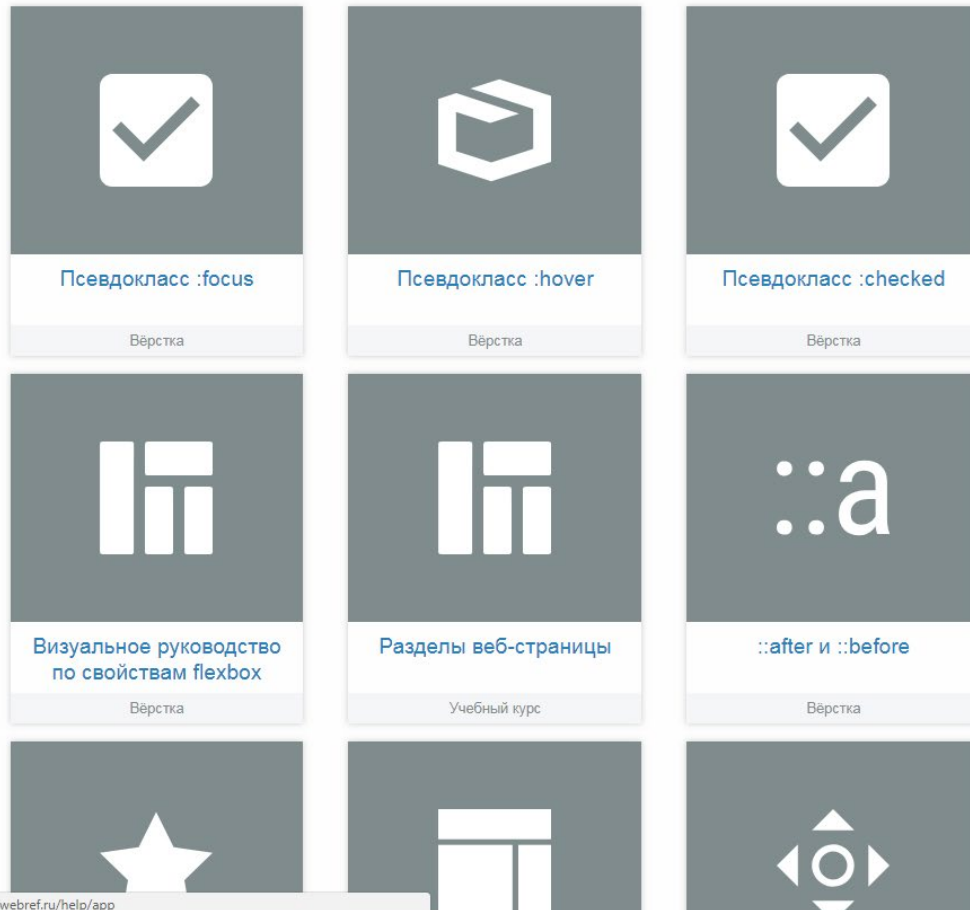 Псевдокласс :focus
Вёрстка
Псевдокласс :hover
Вёрстка
Псевдокласс :checked
Вёрстка
Визуальное руководство
по свойствам flexbox
Вёрстка
Разделы веб-страницы
Учебный курс
::a
::after и ::before
Вёрстка
webref.ru/help/app